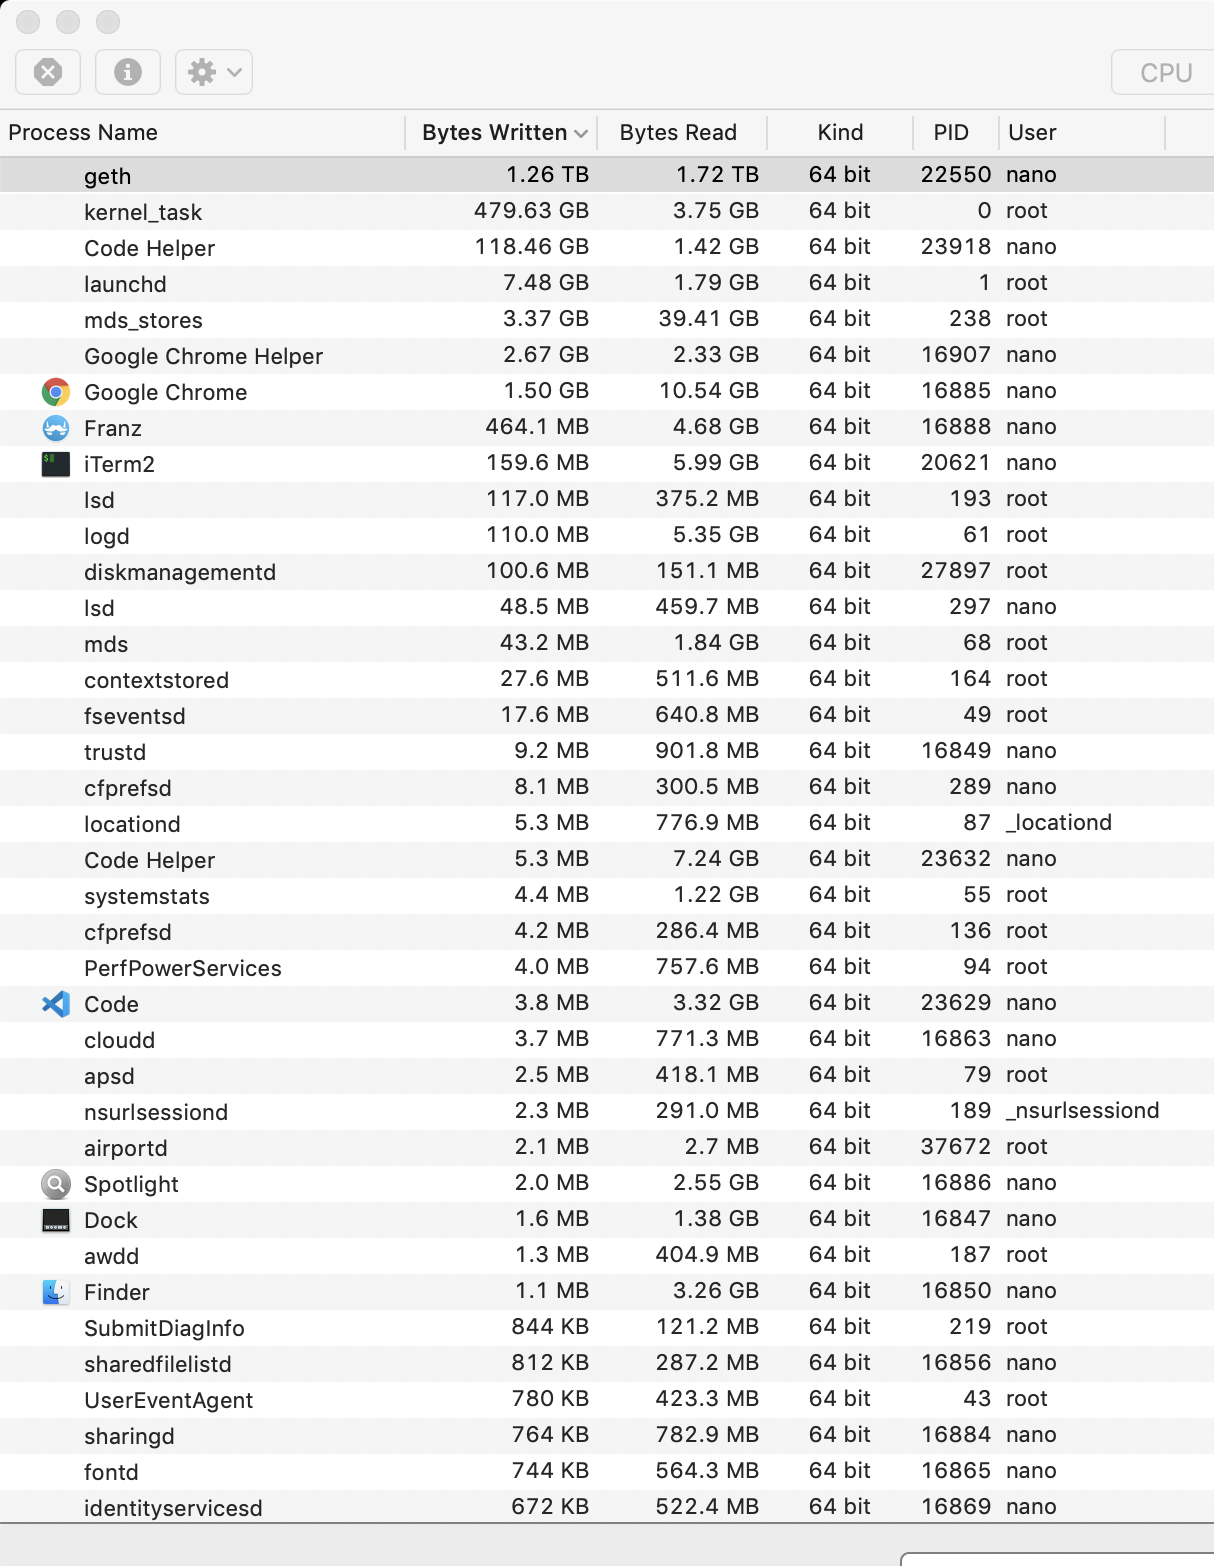 CPU
Process Name Bytes Written Bytes Read Kind PID User
geth 1.26 TB 1.72 TB 64 bit 22550 nano
kernel_task 479.63 GB 3.75 GB 64 bit 0 root
Code Helper 118.46 GB 1.42 GB 64 bit 23918 nano
launchd 7.48 GB 1.79 GB 64 bit 1 root
mds_stores 3.37 GB 39.41 GB 64 bit 238 root
Google Chrome Helper 2.67 GB 2.33 GB 64 bit 16907 nano
Google Chrome 1.50 GB 10.54 GB 64 bit 16885 nano
Franz 464.1 MB 4.68 GB 64 bit 16888 nano
iTerm2 159.6 MB 5.99 GB 64 bit 20621 nano
lsd 117.0 MB 375.2 MB 64 bit 193 root
logd 110.0 MB 5.35 GB 64 bit 61 root
diskmanagementd 100.6 MB 151.1 MB 64 bit 27897 root
lsd 48.5 MB 459.7 MB 64 bit 297 nano
mds 43.2 MB 1.84 GB 64 bit 68 root
contextstored 27.6 MB 511.6 MB 64 bit 164 root
fseventsd 17.6 MB 640.8 MB 64 bit 49 root
trustd 9.2 MB 901.8 MB 64 bit 16849 nano
cfprefsd 8.1 MB 300.5 MB 64 bit 289 nano
locationd 5.3 MB 776.9 MB 64 bit 87 _locationd
Code Helper 5.3 MB 7.24 GB 64 bit 23632 nano
systemstats 4.4 MB 1.22 GB 64 bit 55 root
cfprefsd 4.2 MB 286.4 MB 64 bit 136 root
PerfPowerServices 4.0 MB 757.6 MB 64 bit 94 root
Code 3.8 MB 3.32 GB 64 bit 23629 nano
cloudd 3.7 MB 771.3 MB 64 bit 16863 nano
apsd 2.5 MB 418.1 MB 64 bit 79 root
nsurlsessiond 2.3 MB 291.0 MB 64 bit 189 _nsurlsessiond
airportd 2.1 MB 2.7 MB 64 bit 37672 root
Spotlight 2.0 MB 2.55 GB 64 bit 16886 nano
Dock 1.6 MB 1.38 GB 64 bit 16847 nano
awdd 1.3 MB 404.9 MB 64 bit 187 root
Finder 1.1 MB 3.26 GB 64 bit 16850 nano
SubmitDiagInfo 844 KB 121.2 MB 64 bit 219 root
sharedfilelistd 812 KB 287.2 MB 64 bit 16856 nano
UserEventAgent 780 KB 423.3 MB 64 bit 43 root
sharingd 764 KB 782.9 MB 64 bit 16884 nano
fontd 744 KB 564.3 MB 64 bit 16865 nano
identityservicesd 672 KB 522.4 MB 64 bit 16869 nano